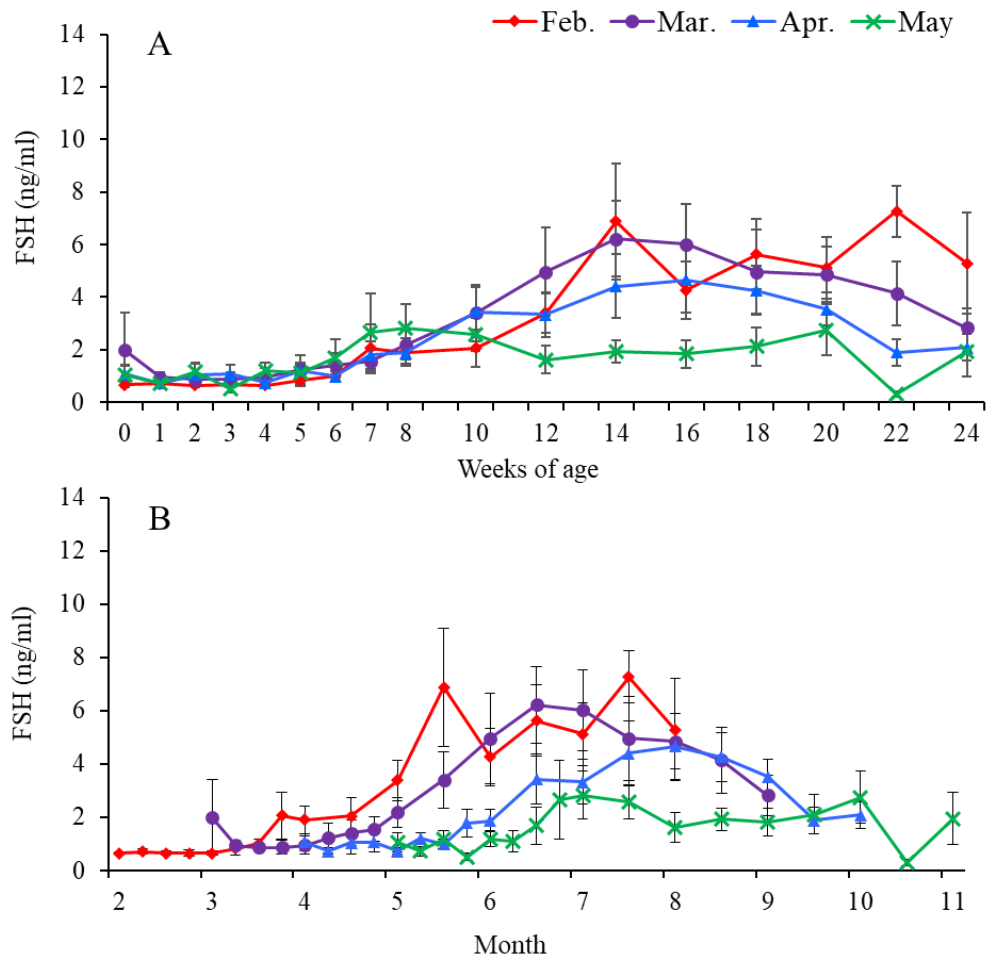 Feb. Mar. Apr. May
A
14
12
10
8
6
4
2
0
FSH (ng/ml)
0 1 2 3 4 5 6 7 8 10 12 14 16 18 20 22 24
Weeks of age
B
14
12
10
8
6
4
2
0
FSH (ng/ml)
2 3 4 5 6 7 8 9 10 11
Month